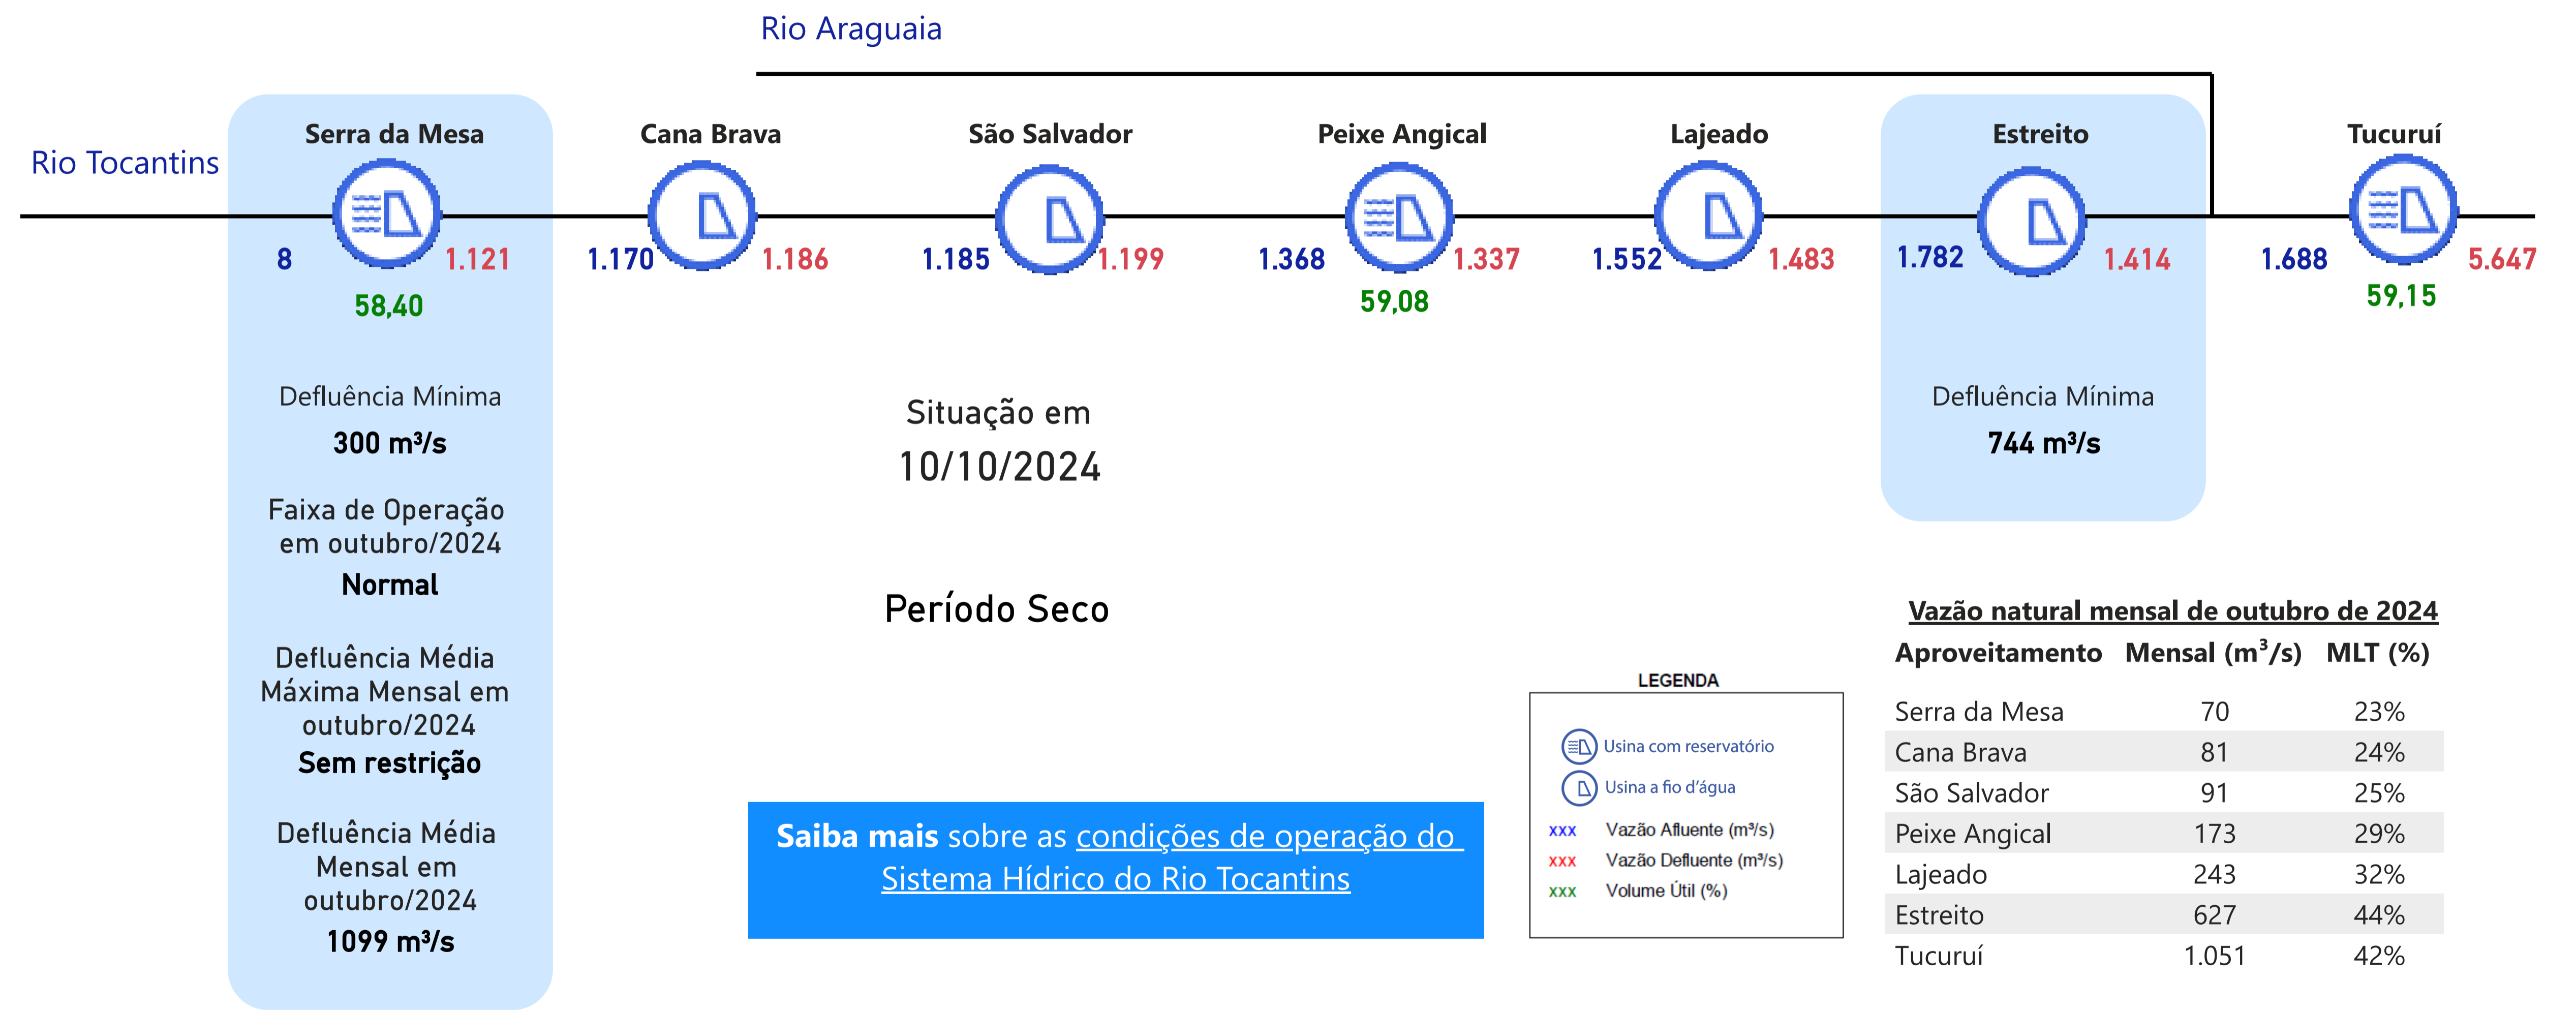 Rio Araguaia
Rio Tocantins
Serra da Mesa
Cana Brava
São Salvador
Peixe Angical
Lajeado
Estreito
Tucuruí
8
1.121
1.170
1.186
1.185
1.199
1.368
1.337
1.552
1.483
1.782
1.414
1.688
5.647
58,40
59,08
59,15
Defluência Mínima
300 m³/s
Faixa de Operação
em outubro/2024
Normal
Defluência Média
Máxima Mensal em
outubro/2024
Sem restrição
Defluência Média
Mensal em
outubro/2024
1099 m³/s
Situação em
10/10/2024
Período Seco
Saiba mais sobre as condições de operação do
Sistema Hídrico do Rio Tocantins
Defluência Mínima
744 m³/s
LEGENDA
Usina com reservatório
Usina a fio d'água
xxx Vazão Afluente (m³/s)
xxx Vazão Defluente (m³/s)
xxx Volume Útil (%)
Vazão natural mensal de outubro de 2024
Aproveitamento Mensal (m³/s) MLT (%)
Serra da Mesa 70 23%
Cana Brava 81 24%
São Salvador 91 25%
Peixe Angical 173 29%
Lajeado 243 32%
Estreito 627 44%
Tucuruí 1.051 42%